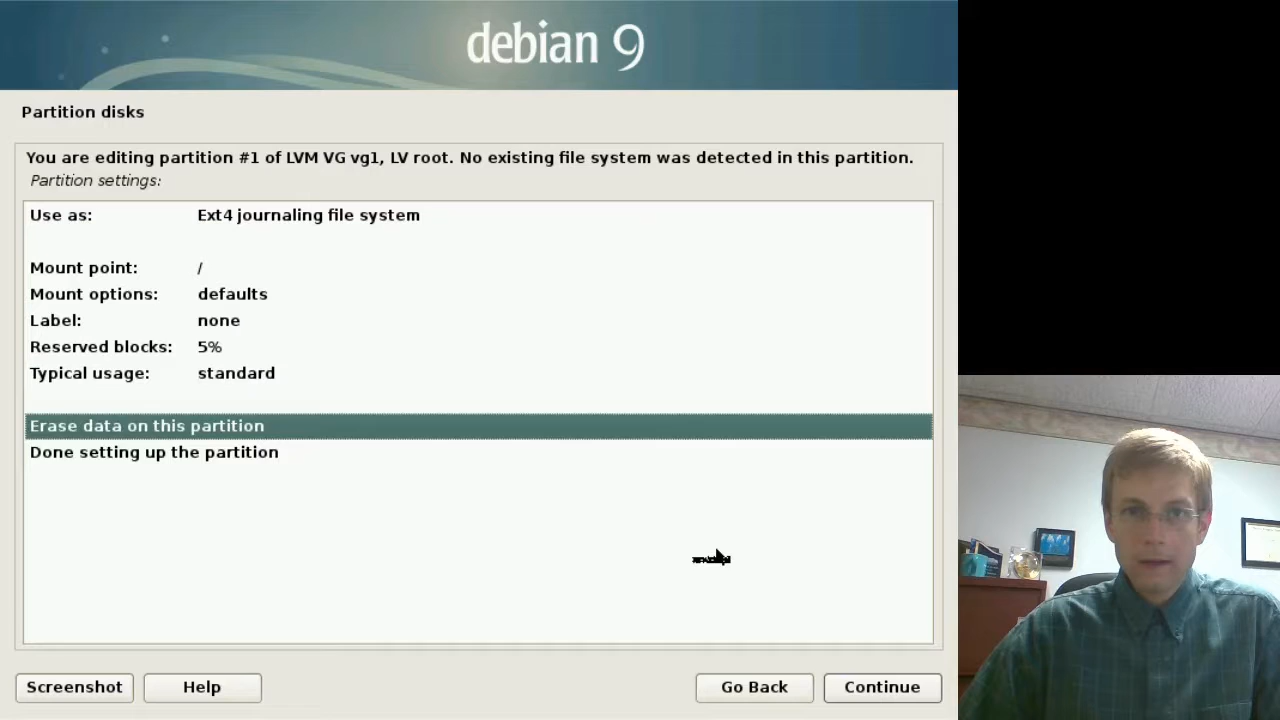 debian 9
Partition disks
You are editing partition #1 of LVM VG vg1, LV root. No existing file system was detected in this partition.
Partition settings:
Use as: Ext4 journaling file system
Mount point: /
Mount options: defaults
Label: none
Reserved blocks: 5%
Typical usage: standard
Erase data on this partition
Done setting up the partition
Screenshot Help Go Back Continue